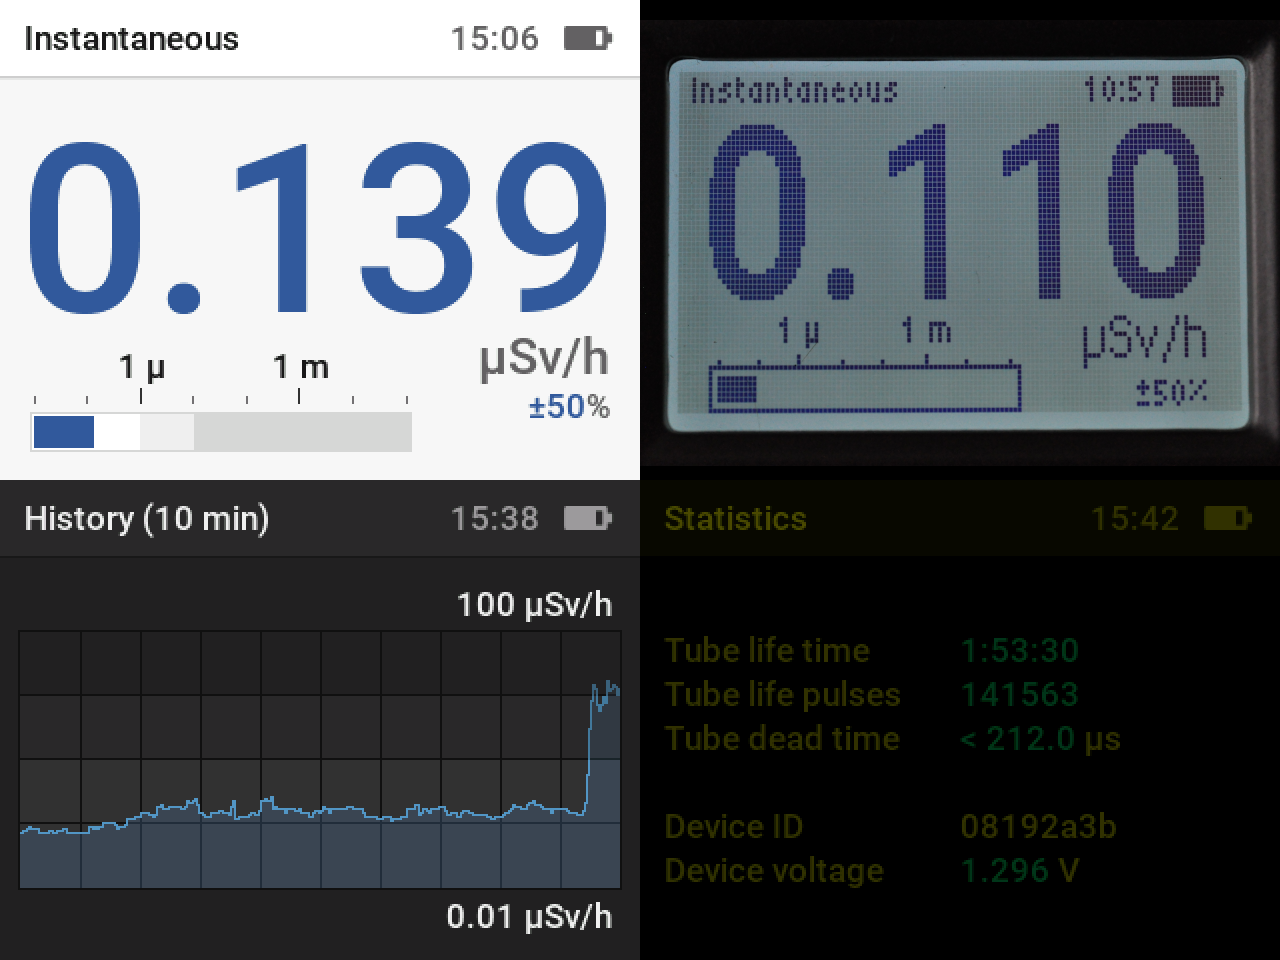 Instantaneous 15:06
0.139
1 µ 1 m µSv/h
±50%
Instantaneous 10:57
0.110
1 µ 1 m µSv/h
±50%
History (10 min) 15:38
100 µSv/h
0.01 µSv/h
Statistics 15:42
Tube life time 1:53:30
Tube life pulses 141563
Tube dead time < 212.0 µs
Device ID 08192a3b
Device voltage 1.296 V